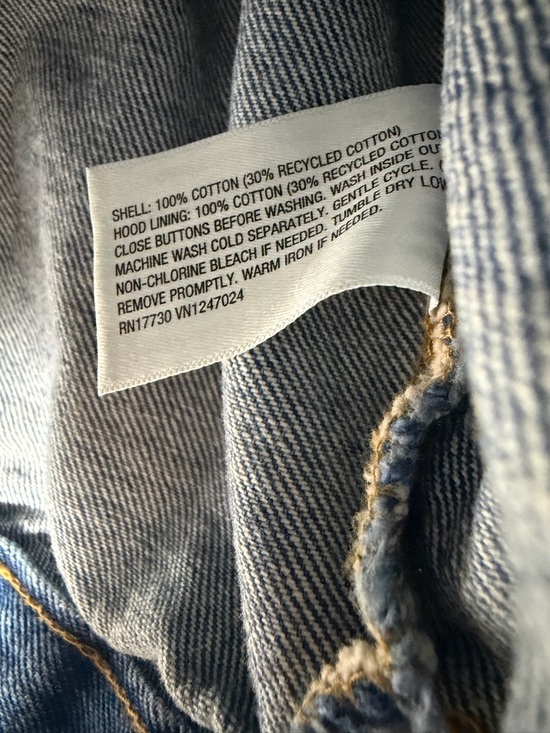 SHELL: 100% COTTON (30% RECYCLED COTTON)
HOOD LINING: 100% COTTON (30% RECYCLED COTTO
CLOSE BUTTONS BEFORE WASHING. WASH INSIDE OU
MACHINE WASH COLD SEPARATELY. GENTLE CYCLE.
NON-CHLORINE BLEACH IF NEEDED. TUMBLE DRY LOW
REMOVE PROMPTLY. WARM IRON IF NEEDED.
RN17730 VN1247024